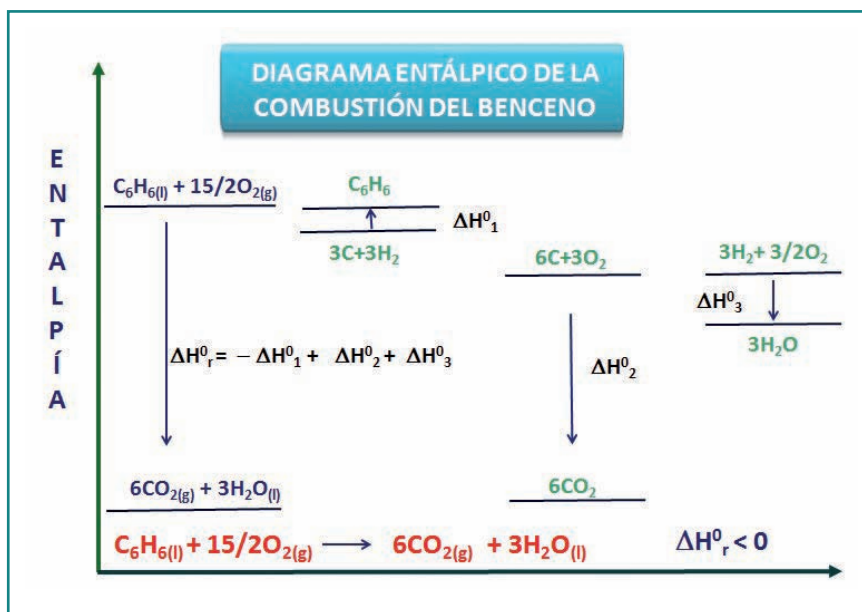 DIAGRAMA ENTÁLPICO DE LA
COMBUSTIÓN DEL BENCENO
ENTALPÍA
C₆H₆₍ₗ₎ + 15/2O₂₍g₎
C₆H₆
ΔH⁰₁
3C+3H₂
6C+3O₂
3H₂+ 3/2O₂
ΔH⁰₃
3H₂O
ΔH⁰ᵣ= − ΔH⁰₁ + ΔH⁰₂ + ΔH⁰₃
ΔH⁰₂
6CO₂₍g₎ + 3H₂O₍ₗ₎
6CO₂
C₆H₆₍ₗ₎ + 15/2O₂₍g₎ → 6CO₂₍g₎ + 3H₂O₍ₗ₎ ΔH⁰ᵣ < 0